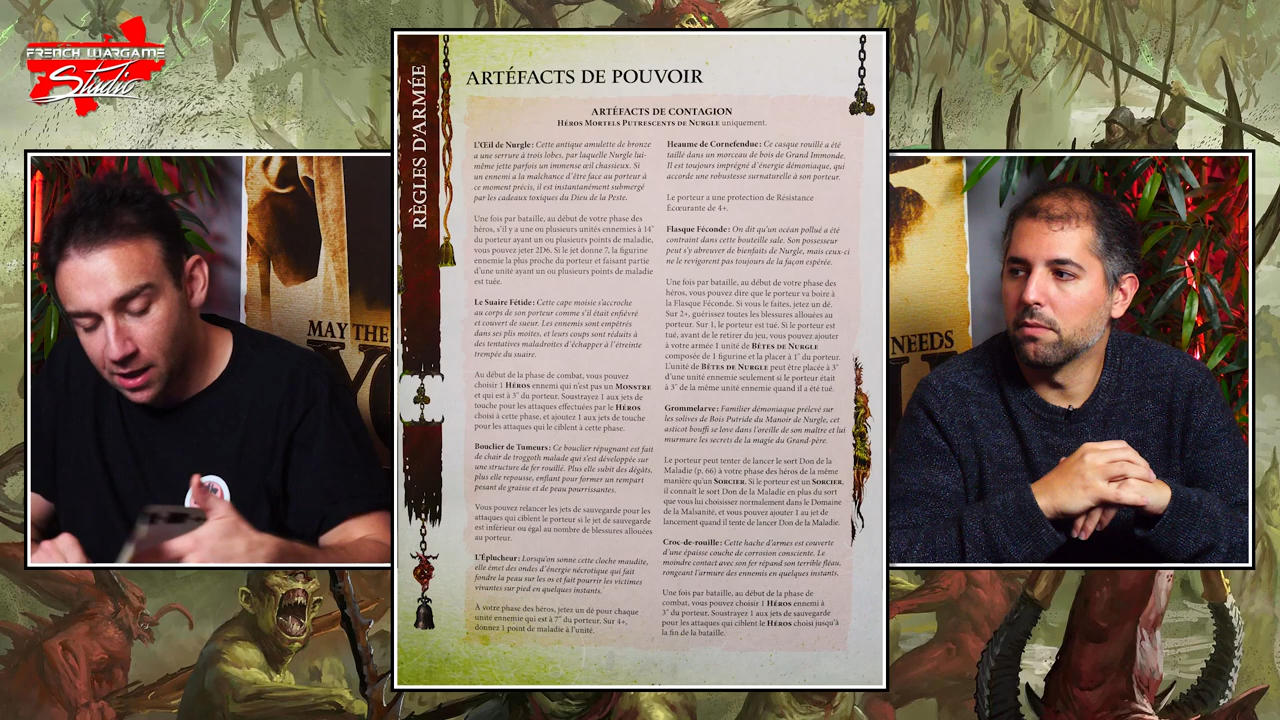 FRENCH WARGAME
Studio
RÈGLES D'ARMÉE
ARTÉFACTS DE POUVOIR
ARTÉFACTS DE CONTAGION
HÉROS MORTELS PUTRESCENTS DE NURGLE uniquement.
L'Œil de Nurgle : Cette antique amulette de bronze
a une serrure à trois lobes, par laquelle Nurgle lui-
même jette parfois un immense œil chassieux. Si
un ennemi a la malchance d'être face au porteur à
ce moment précis, il est instantanément submergé
par les cadeaux toxiques du Dieu de la Peste.
Une fois par bataille, au début de votre phase des
héros, s'il y a une ou plusieurs unités ennemies à 14"
du porteur ayant un ou plusieurs points de maladie,
vous pouvez jeter 2D6. Si le jet donne 7, la figurine
ennemie la plus proche du porteur et faisant partie
d'une unité ayant un ou plusieurs points de maladie
est tuée.
Le Suaire Fétide : Cette cape moisie s'accroche
au corps de son porteur comme s'il était enfiévré
et couvert de sueur. Les ennemis sont empêtrés
dans ses plis moites, et leurs coups sont réduits à
des tentatives maladroites d'échapper à l'étreinte
trempée du suaire.
Au début de la phase de combat, vous pouvez
choisir 1 HÉROS ennemi qui n'est pas un MONSTRE
et qui est à 3" du porteur. Soustrayez 1 aux jets de
touche pour les attaques effectuées par le HÉROS
choisi à cette phase, et ajoutez 1 aux jets de touche
pour les attaques qui le ciblent à cette phase.
Bouclier de Tumeurs : Ce bouclier répugnant est fait
de chair de troggoth malade qui s'est développée sur
une structure de fer rouillé. Plus elle subit des dégâts,
plus elle repousse, enflant pour former un rempart
pesant de graisse et de peau pourrissantes.
Vous pouvez relancer les jets de sauvegarde pour les
attaques qui ciblent le porteur si le jet de sauvegarde
est inférieur ou égal au nombre de blessures allouées
au porteur.
L'Éplucheur : Lorsqu'on sonne cette cloche maudite,
elle émet des ondes d'énergie nécrotique qui fait
fondre la peau sur les os et fait pourrir les victimes
vivantes sur pied en quelques instants.
À votre phase des héros, jetez un dé pour chaque
unité ennemie qui est à 7" du porteur. Sur 4+,
donnez 1 point de maladie à l'unité.
Heaume de Cornefendue : Ce casque rouillé a été
taillé dans un morceau de bois de Grand Immonde.
Il est toujours imprégné d'énergie démoniaque, qui
accorde une robustesse surnaturelle à son porteur.
Le porteur a une protection de Résistance
Écœurante de 4+.
Flasque Féconde : On dit qu'un océan pollué a été
contraint dans cette bouteille sale. Son possesseur
peut s'y abreuver de bienfaits de Nurgle, mais ceux-ci
ne le revigorent pas toujours de la façon espérée.
Une fois par bataille, au début de votre phase des
héros, vous pouvez dire que le porteur va boire à
la Flasque Féconde. Si vous le faites, jetez un dé.
Sur 2+, guérissez toutes les blessures allouées au
porteur. Sur 1, le porteur est tué. Si le porteur est
tué, avant de le retirer du jeu, vous pouvez ajouter
à votre armée 1 unité de BÊTES DE NURGLE
composée de 1 figurine et la placer à 1" du porteur.
L'unité de BÊTES DE NURGLE peut être placée à 3"
d'une unité ennemie seulement si le porteur était
à 3" de la même unité ennemie quand il a été tué.
Grommelarve : Familier démoniaque prélevé sur
les solives de Bois Putride du Manoir de Nurgle, cet
asticot bouffi se love dans l'oreille de son maître et lui
murmure les secrets de la magie du Grand-père.
Le porteur peut tenter de lancer le sort Don de la
Maladie (p. 66) à votre phase des héros de la même
manière qu'un SORCIER. Si le porteur est un SORCIER,
il connaît le sort Don de la Maladie en plus du sort
que vous lui choisissez normalement dans le Domaine
de la Malsanité, et vous pouvez ajouter 1 au jet de
lancement quand il tente de lancer Don de la Maladie.
Croc-de-rouille : Cette hache d'armes est couverte
d'une épaisse couche de corrosion consciente. Le
moindre contact avec son fer répand son terrible fléau,
rongeant l'armure des ennemis en quelques instants.
Une fois par bataille, au début de la phase de
combat, vous pouvez choisir 1 HÉROS ennemi à
3" du porteur. Soustrayez 1 aux jets de sauvegarde
pour les attaques qui ciblent le HÉROS choisi jusqu'à
la fin de la bataille.
MAY THE
NEEDS